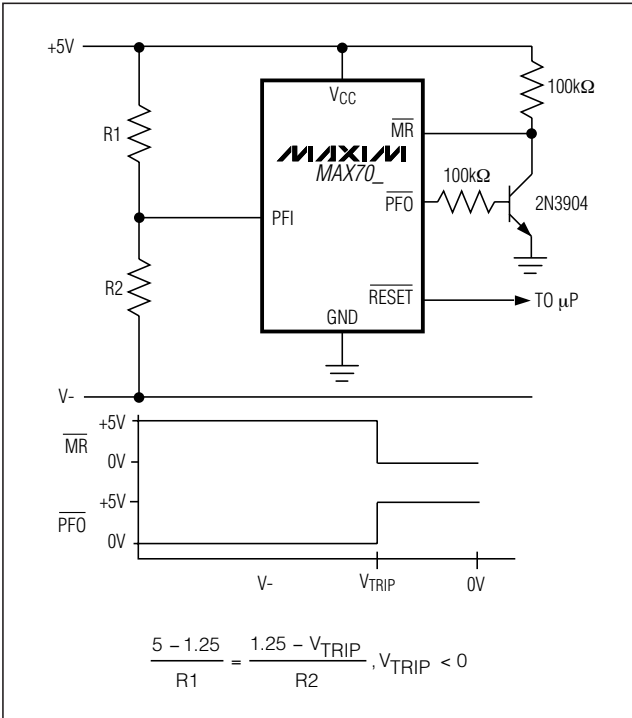 +5V
VCC
100kΩ
R1
MR
MAXIM
MAX70_
100kΩ
PFI
PFO
2N3904
R2
RESET
TO µP
GND
V-
+5V
MR
0V
+5V
PFO
0V
V-
VTRIP
0V
5 – 1.25
R1
=
1.25 – VTRIP
R2
, VTRIP < 0